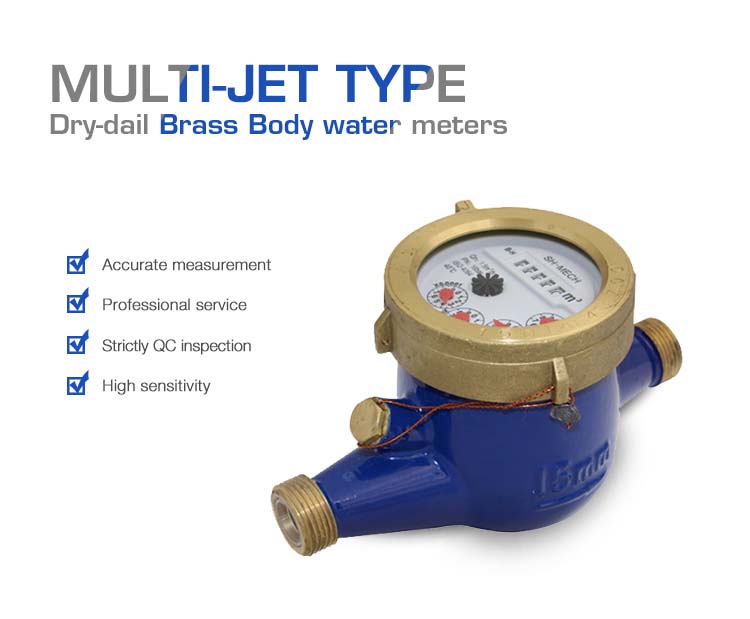 MULTI-JET TYPE
Dry-dail Brass Body water meters
Accurate measurement
Professional service
Strictly QC inspection
High sensitivity
SH-MECH
m³
15mm